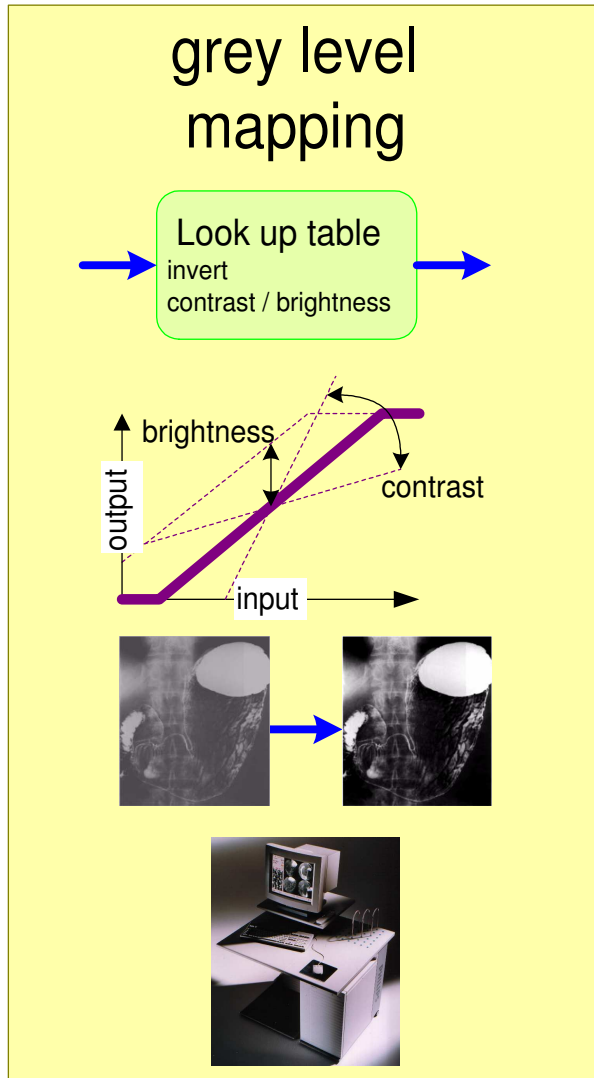 grey level
mapping
Look up table
invert
contrast / brightness
brightness
contrast
output
input